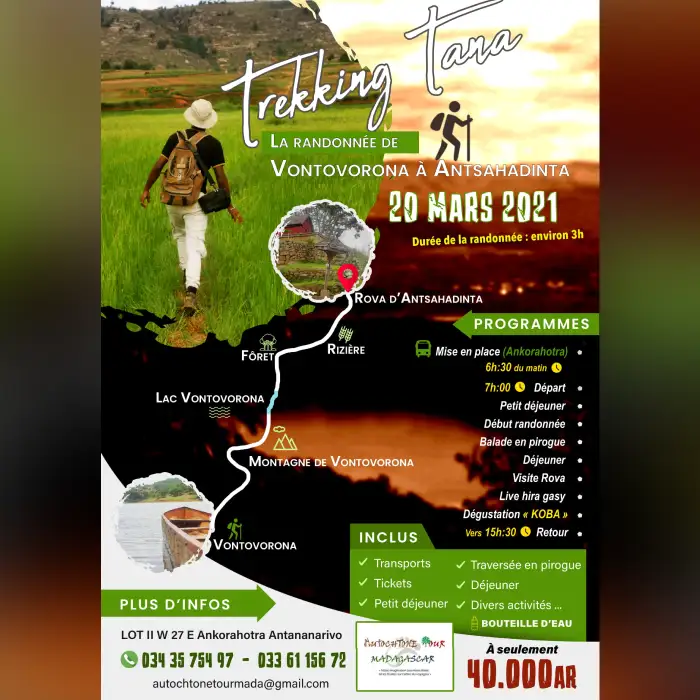 Trekking Tana
LA RANDONNÉE DE
VONTOVORONA À ANTSAHADINTA
20 MARS 2021
Durée de la randonnée : environ 3h
ROVA D'ANTSAHADINTA
FÔRET
RIZIÈRE
LAC VONTOVORONA
MONTAGNE DE VONTOVORONA
VONTOVORONA
PROGRAMMES
Mise en place (Ankorahotra)
6h:30 du matin
7h:00 Départ
Petit déjeuner
Début randonnée
Balade en pirogue
Déjeuner
Visite Rova
Live hira gasy
Dégustation « KOBA »
Vers 15h:30 Retour
INCLUS
Transports
Tickets
Petit déjeuner
Traversée en pirogue
Déjeuner
Divers activités ...
BOUTEILLE D'EAU
PLUS D'INFOS
LOT II W 27 E Ankorahotra Antananarivo
034 35 754 97 - 033 61 156 72
autochtonetourmada@gmail.com
AUTOCHTONE TOUR
MADAGASCAR
À seulement
40.000AR